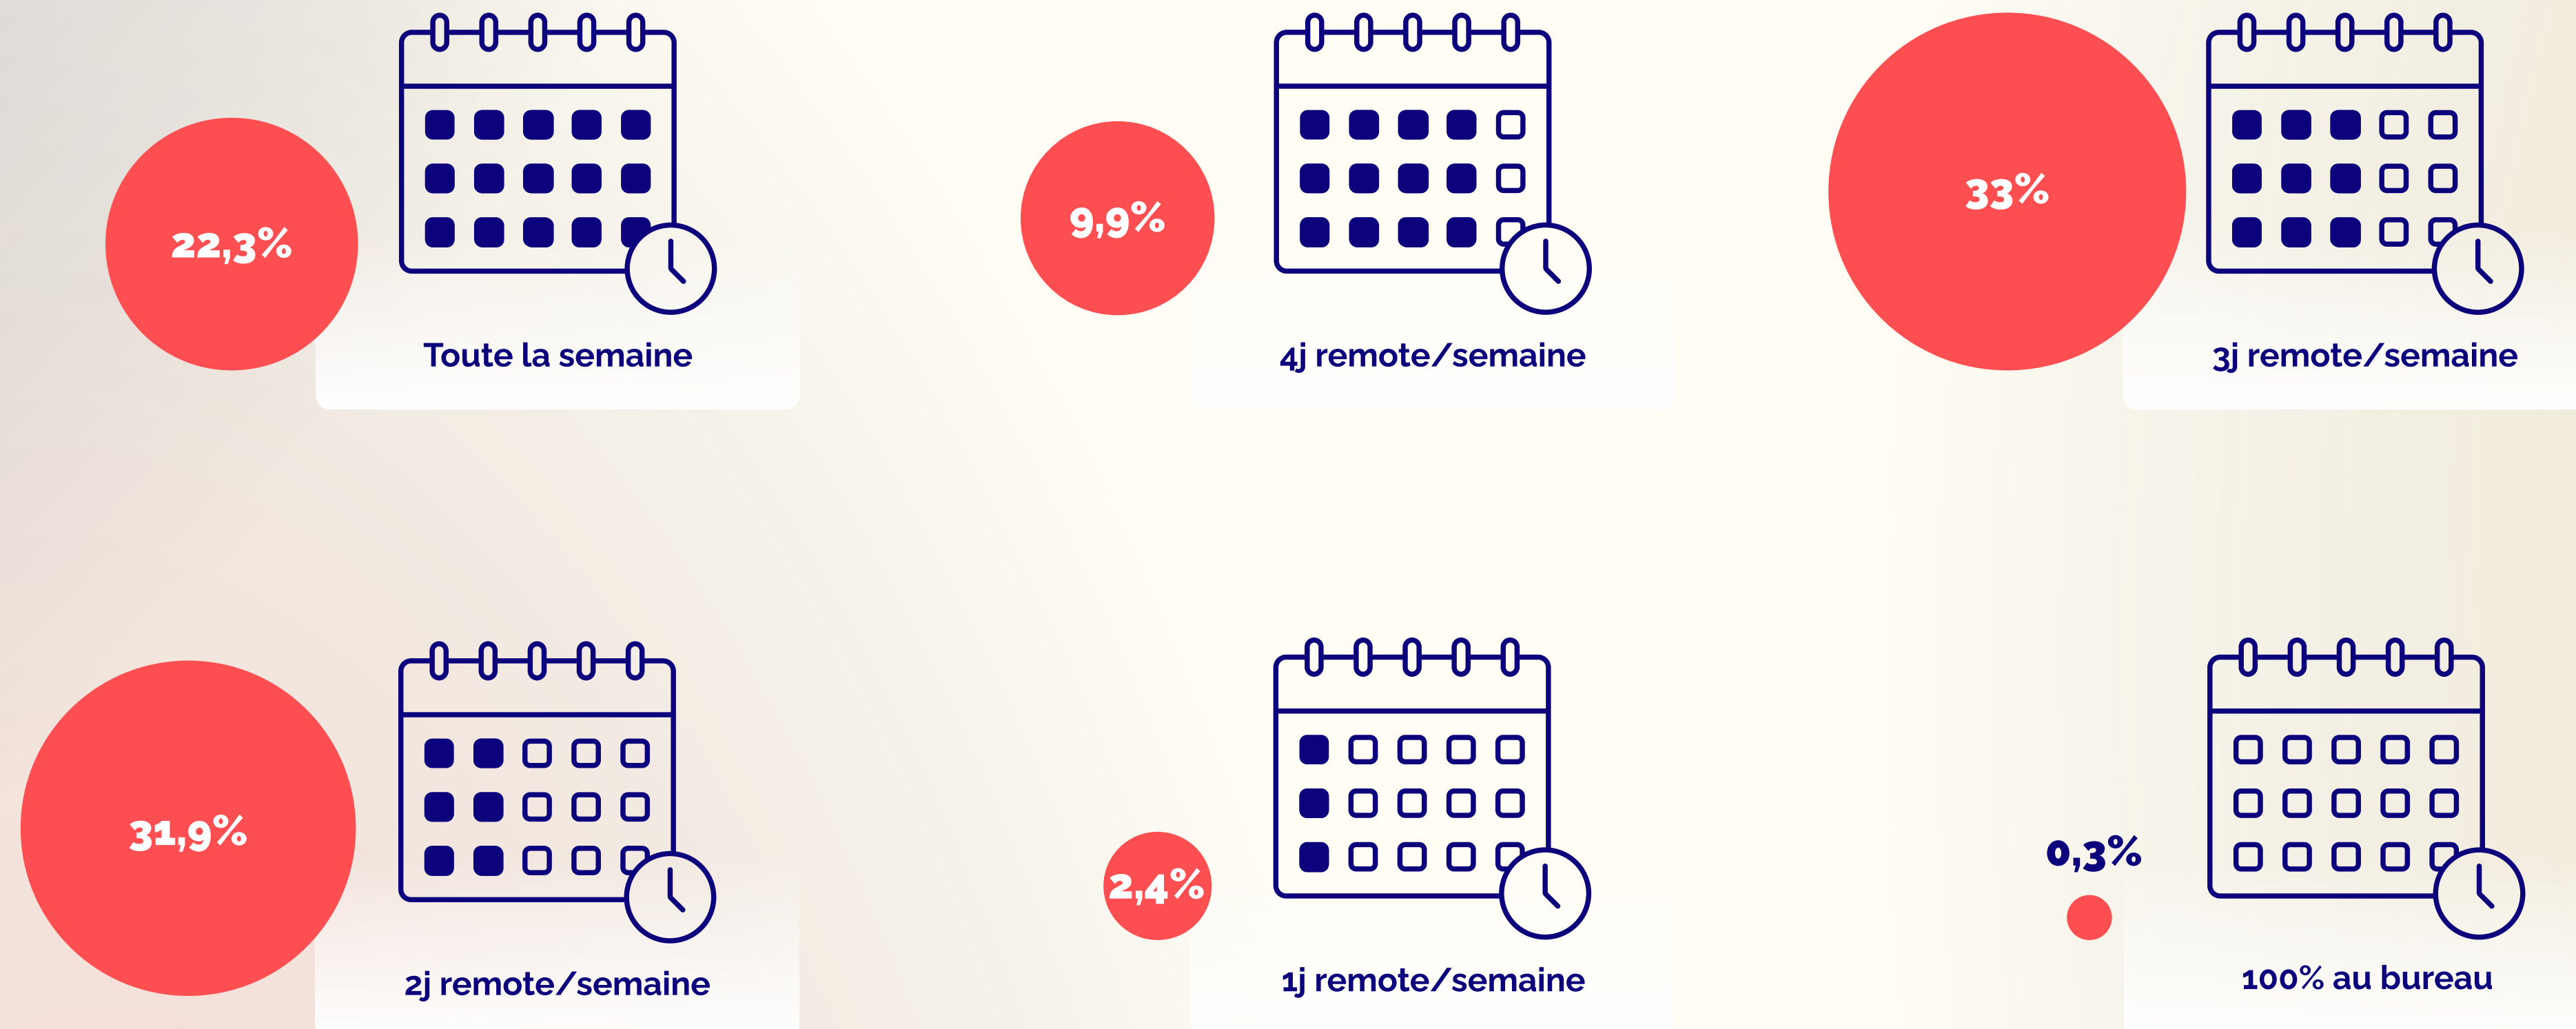 22,3%
Toute la semaine
9,9%
4j remote/semaine
33%
3j remote/semaine
31,9%
2j remote/semaine
2,4%
1j remote/semaine
0,3%
100% au bureau